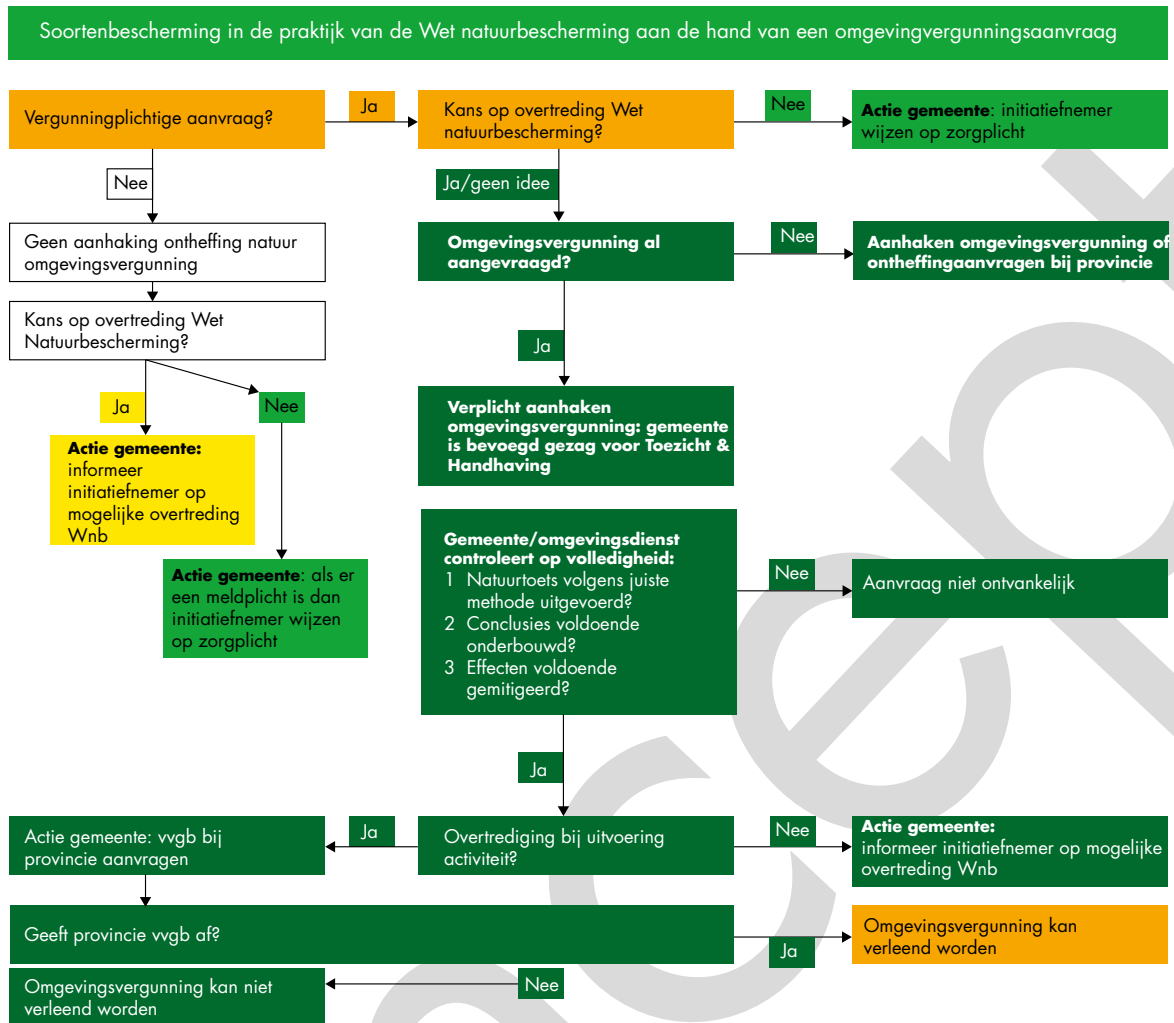 Soortenbescherming in de praktijk van de Wet natuurbescherming aan de hand van een omgevingvergunningsaanvraag
Vergunningplichtige aanvraag?
Ja
Kans op overtreding Wet
natuurbescherming?
Nee
Actie gemeente: initiatiefnemer
wijzen op zorgplicht
Nee
Ja/geen idee
Geen aanhaking ontheffing natuur
omgevingsvergunning
Omgevingsvergunning al
aangevraagd?
Nee
Aanhaken omgevingsvergunning of
ontheffingaanvragen bij provincie
Kans op overtreding Wet
Natuurbescherming?
Ja
Ja
Nee
Verplicht aanhaken
omgevingsvergunning: gemeente
is bevoegd gezag voor Toezicht &
Handhaving
Actie gemeente:
informeer
initiatiefnemer op
mogelijke overtreding
Wnb
Actie gemeente: als er
een meldplicht is dan
initiatiefnemer wijzen
op zorgplicht
Gemeente/omgevingsdienst
controleert op volledigheid:
1 Natuurtoets volgens juiste
methode uitgevoerd?
2 Conclusies voldoende
onderbouwd?
3 Effecten voldoende
gemitigeerd?
Nee
Aanvraag niet ontvankelijk
Ja
Actie gemeente: vvgb bij
provincie aanvragen
Ja
Overtrediging bij uitvoering
activiteit?
Nee
Actie gemeente:
informeer initiatiefnemer op mogelijke
overtreding Wnb
Geeft provincie vvgb af?
Ja
Omgevingsvergunning kan
verleend worden
Nee
Omgevingsvergunning kan niet
verleend worden